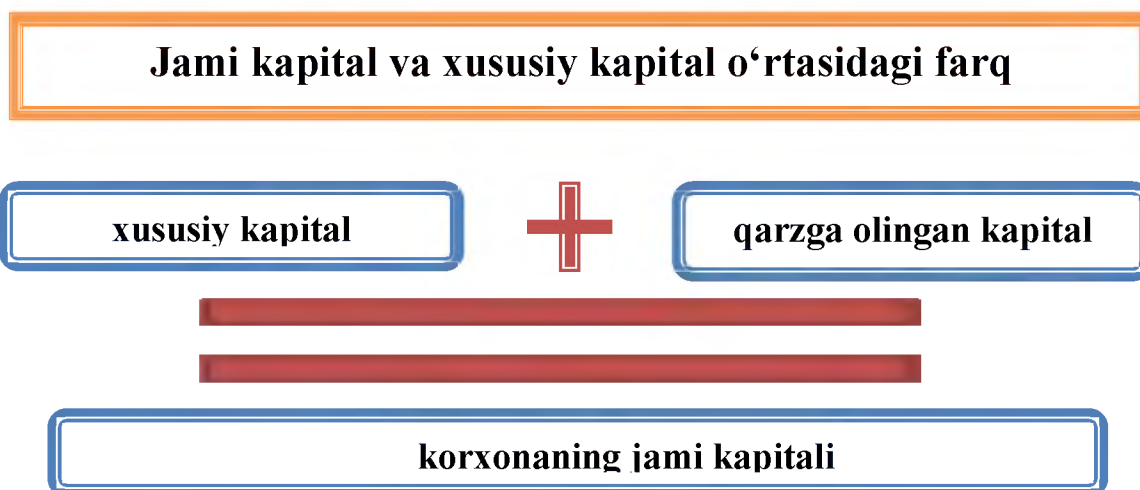 Jami kapital va xususiy kapital o‘rtasidagi farq
xususiy kapital + qarzga olingan kapital
=
korxonaning jami kapitali